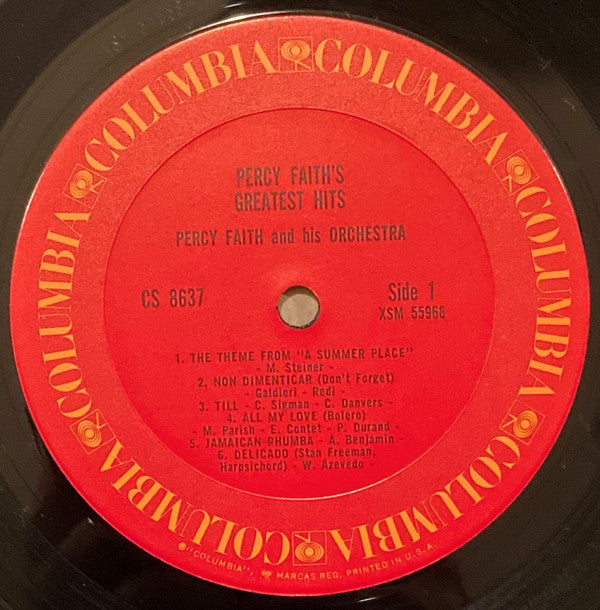 COLUMBIA COLUMBIA COLUMBIA COLUMBIA COLUMBIA COLUMBIA
PERCY FAITH'S
GREATEST HITS
PERCY FAITH and his ORCHESTRA
CS 8637
Side 1
XSM 55968
1. THE THEME FROM "A SUMMER PLACE"
- M. Steiner -
2. NON DIMENTICAR (Don't Forget)
- Galdieri - Redi -
3. TILL - C. Sigman - C. Danvers -
4. ALL MY LOVE (Bolero)
- M. Parish - E. Contet - P. Durand -
5. JAMAICAN RHUMBA - A. Benjamin -
6. DELICADO (Stan Freeman,
Harpsichord) - W. Azevedo -
℗"COLUMBIA", MARCAS REG. PRINTED IN U.S.A.